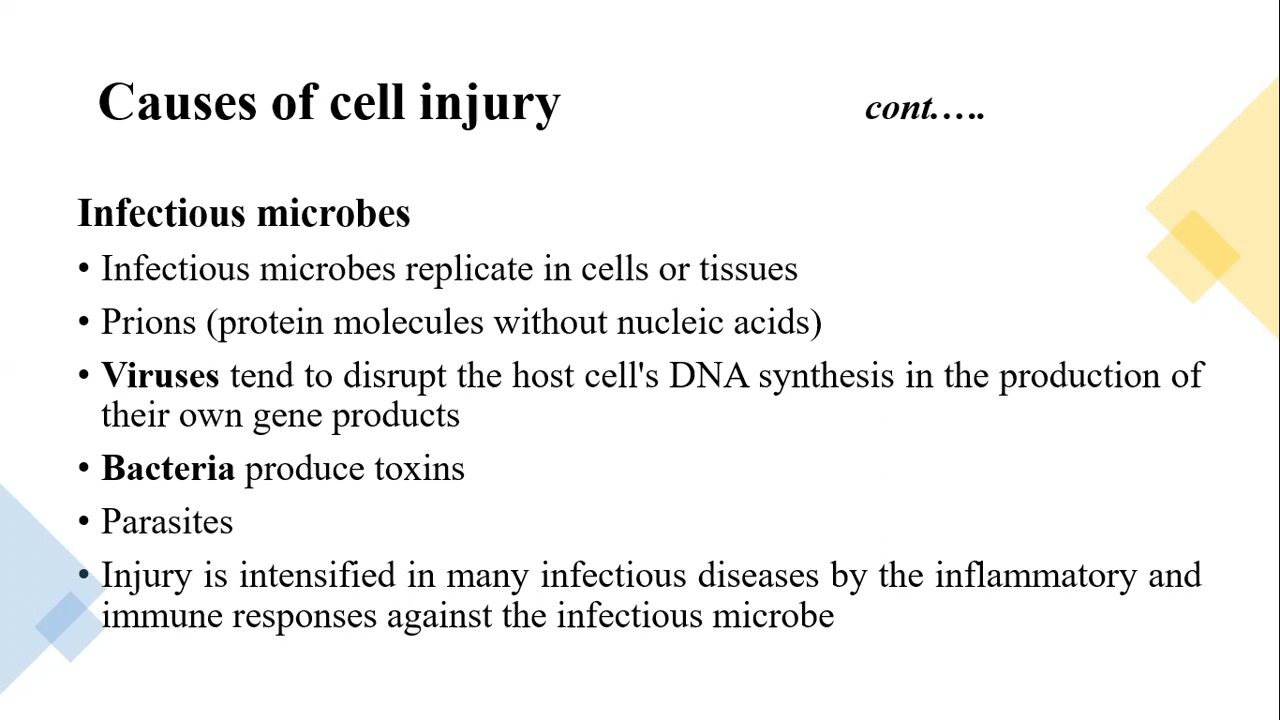 Causes of cell injury cont…..
Infectious microbes
• Infectious microbes replicate in cells or tissues
• Prions (protein molecules without nucleic acids)
• Viruses tend to disrupt the host cell's DNA synthesis in the production of
their own gene products
• Bacteria produce toxins
• Parasites
• Injury is intensified in many infectious diseases by the inflammatory and
immune responses against the infectious microbe